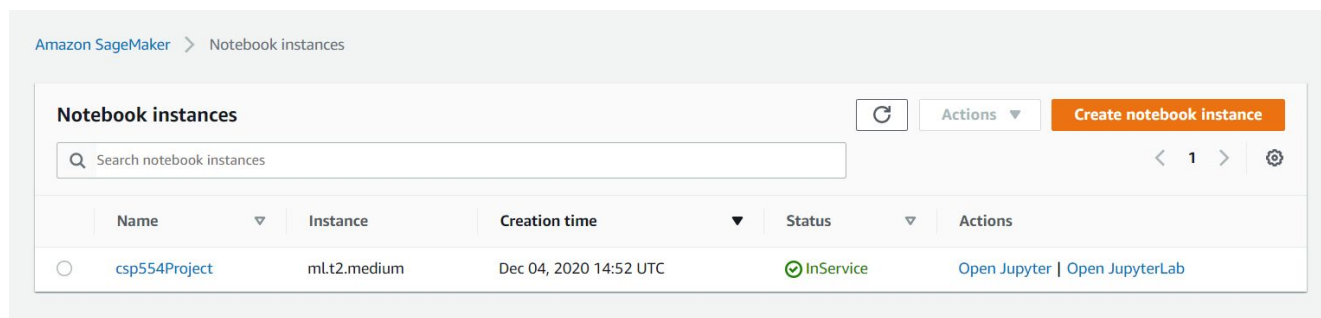 Amazon SageMaker > Notebook instances
Notebook instances
Actions
Create notebook instance
Search notebook instances
1
Name Instance Creation time Status Actions
csp554Project ml.t2.medium Dec 04, 2020 14:52 UTC InService Open Jupyter | Open JupyterLab